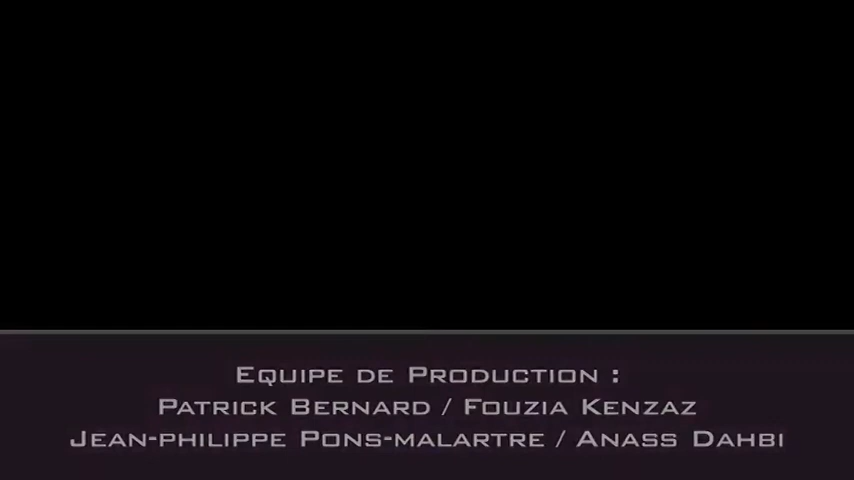 Equipe de Production :
Patrick Bernard / Fouzia Kenzaz
Jean-philippe Pons-malartre / Anass Dahbi